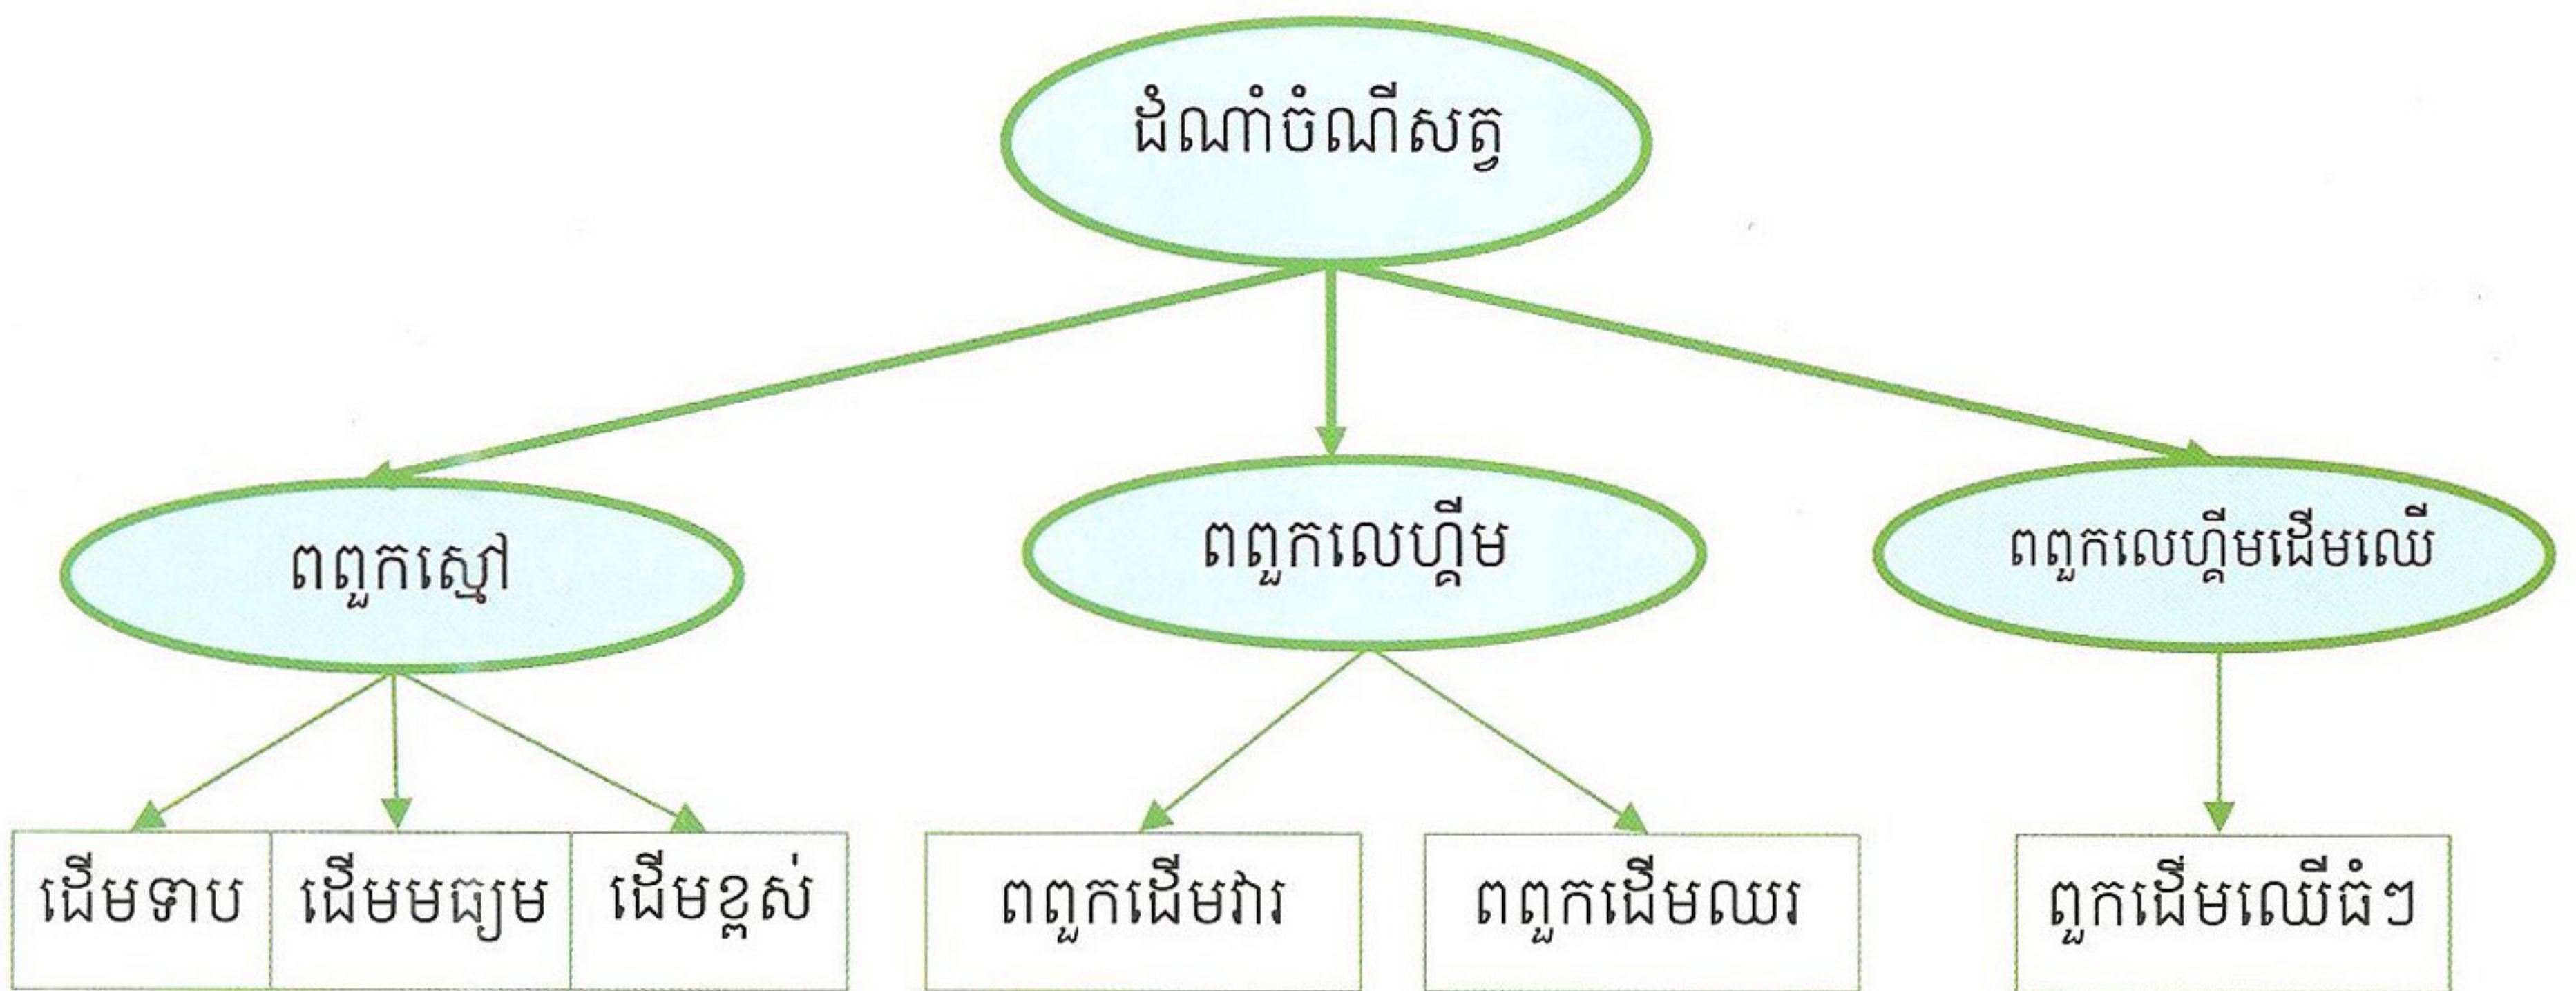 ដំណាំចំណីសត្វ
ពពួកស្មៅ
ពពួកលេហ្គឹម
ពពួកលេហ្គឹមដើមឈើ
ដើមទាប
ដើមមធ្យម
ដើមខ្ពស់
ពពួកដើមវារ
ពពួកដើមឈរ
ពួកដើមឈើធំៗ